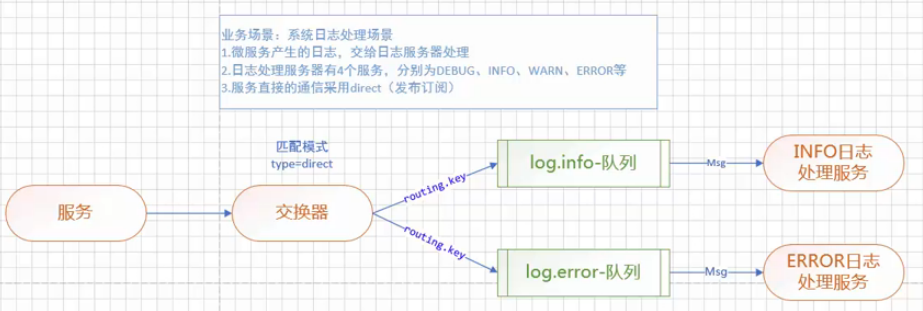 业务场景：系统日志处理场景
1.微服务产生的日志，交给日志服务器处理
2.日志处理服务器有4个服务，分别为DEBUG、INFO、WARN、ERROR等
3.服务直接的通信采用direct（发布订阅）
匹配模式
type=direct
服务
交换器
routing.key
routing.key
log.info-队列
Msg
INFO日志
处理服务
log.error-队列
Msg
ERROR日志
处理服务